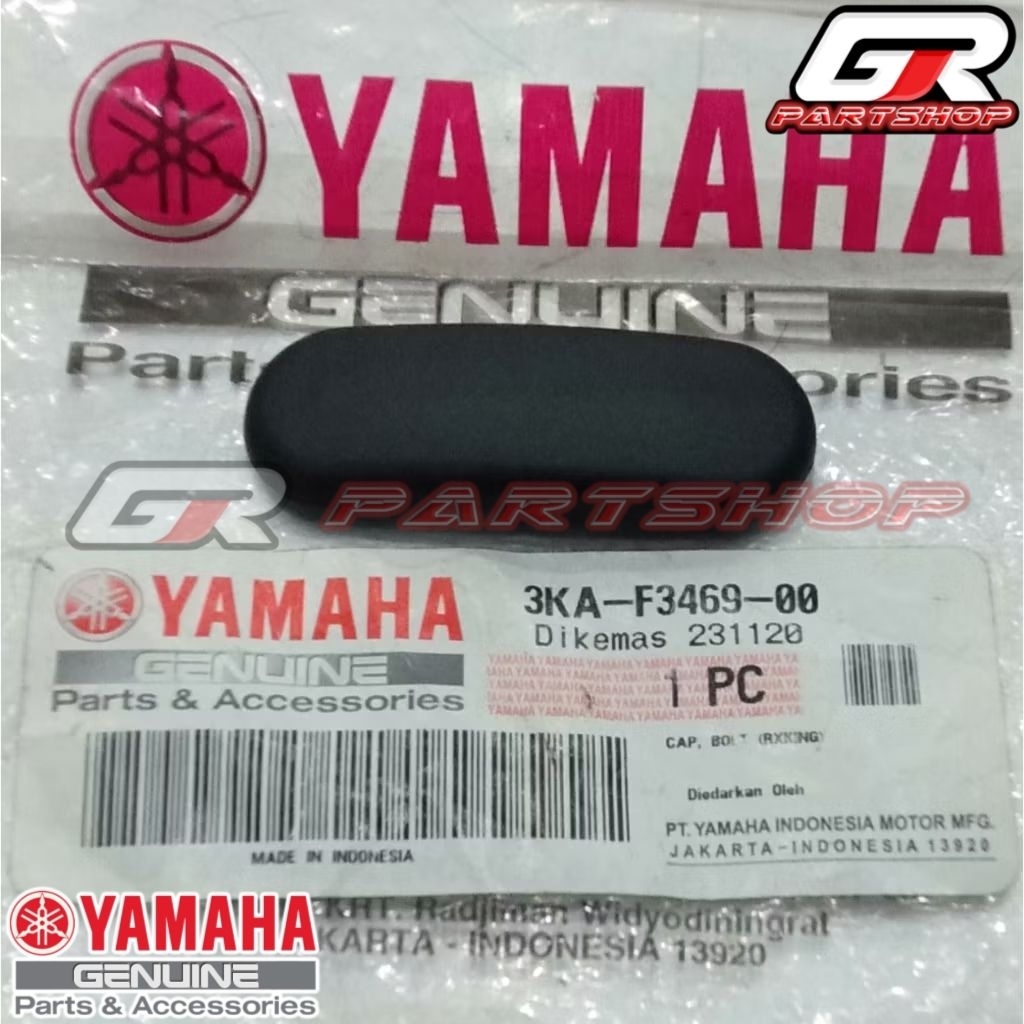 GR
PARTSHOP
YAMAHA
GENUINE
Parts ories
GR PARTSHOP
YAMAHA
GENUINE
Parts & Accessories
3KA-F3469-00
Dikemas 231120
1 PC
CAP, BOLT (RXKING)
Diedarkan Oleh
PT. YAMAHA INDONESIA MOTOR MFG.
JAKARTA-INDONESIA 13920
MADE IN INDONESIA
KHT. Radjiman Widyodiningrat
KARTA - INDONESIA 13920
YAMAHA
GENUINE
Parts & Accessories